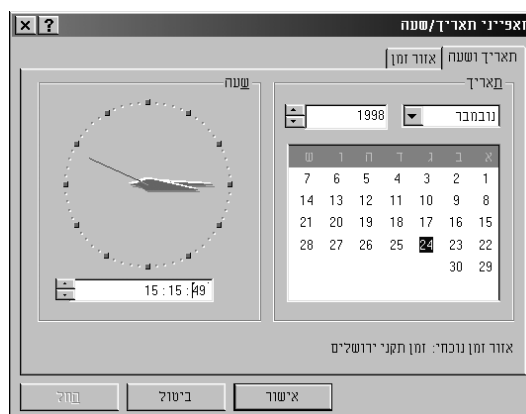 מאפייני תאריך/שעה
תאריך ושעה
אזור זמן
תאריך
נובמבר
1998
א ב ג ד ה ו ש
1 2 3 4 5 6 7
8 9 10 11 12 13 14
15 16 17 18 19 20 21
22 23 24 25 26 27 28
29 30
שעה
15:15:49
אזור זמן נוכחי: זמן תקני ירושלים
אישור
ביטול
החל